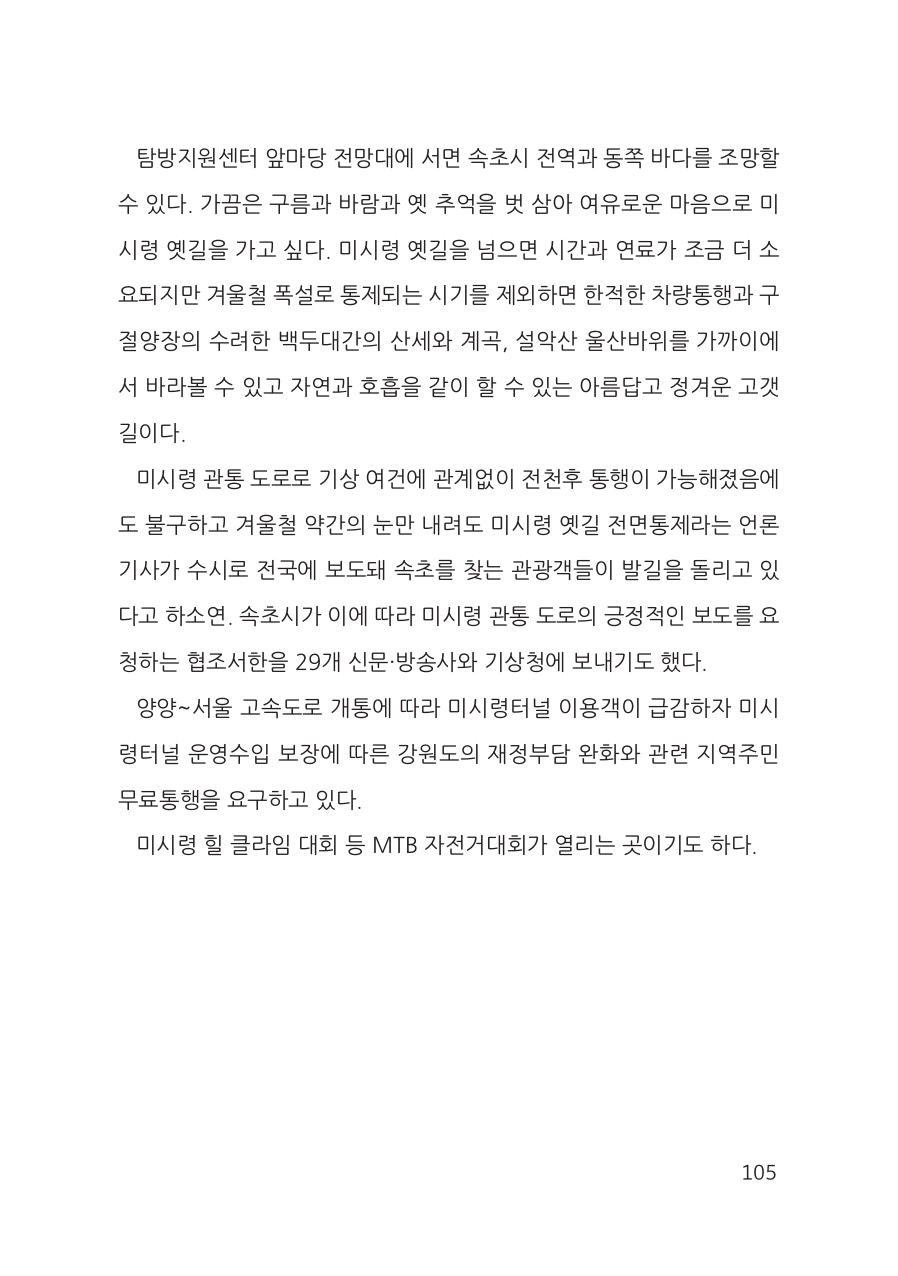 탐방지원센터 앞마당 전망대에 서면 속초시 전역과 동쪽 바다를 조망할
수 있다. 가끔은 구름과 바람과 옛 추억을 벗 삼아 여유로운 마음으로 미
시령 옛길을 가고 싶다. 미시령 옛길을 넘으면 시간과 연료가 조금 더 소
요되지만 겨울철 폭설로 통제되는 시기를 제외하면 한적한 차량통행과 구
절양장의 수려한 백두대간의 산세와 계곡, 설악산 울산바위를 가까이에
서 바라볼 수 있고 자연과 호흡을 같이 할 수 있는 아름답고 정겨운 고갯
길이다.
미시령 관통 도로로 기상 여건에 관계없이 전천후 통행이 가능해졌음에
도 불구하고 겨울철 약간의 눈만 내려도 미시령 옛길 전면통제라는 언론
기사가 수시로 전국에 보도돼 속초를 찾는 관광객들이 발길을 돌리고 있
다고 하소연. 속초시가 이에 따라 미시령 관통 도로의 긍정적인 보도를 요
청하는 협조서한을 29개 신문·방송사와 기상청에 보내기도 했다.
양양~서울 고속도로 개통에 따라 미시령터널 이용객이 급감하자 미시
령터널 운영수입 보장에 따른 강원도의 재정부담 완화와 관련 지역주민
무료통행을 요구하고 있다.
미시령 힐 클라임 대회 등 MTB 자전거대회가 열리는 곳이기도 하다.
105